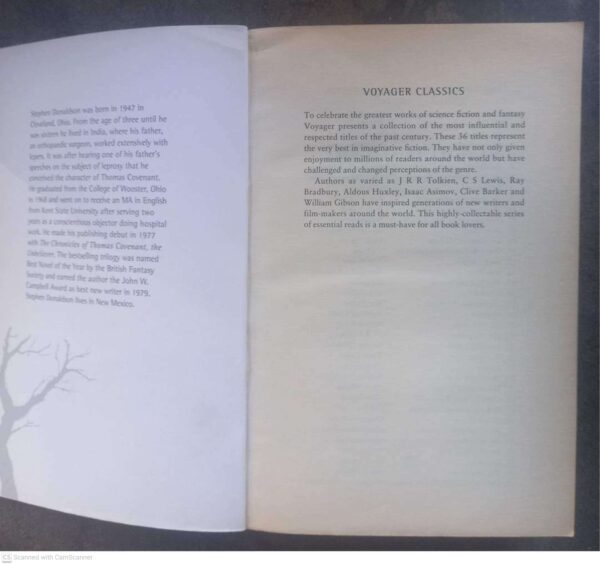 Stephen Donaldson was born in 1947 in
Cleveland, Ohio. From the age of three until he
was sixteen he lived in India, where his father,
an orthopaedic surgeon, worked extensively with
lepers. It was after hearing one of his father's
speeches on the subject of leprosy that he
conceived the character of Thomas Covenant.
He graduated from the College of Wooster, Ohio
in 1968 and went on to receive an MA in English
from Kent State University after serving two
years as a conscientious objector doing hospital
work. He made his publishing debut in 1977
with The Chronicles of Thomas Covenant, the
Unbeliever. The bestselling trilogy was named
Best Novel of the Year by the British Fantasy
Society and earned the author the John W.
Campbell Award as best new writer in 1979.
Stephen Donaldson lives in New Mexico.
VOYAGER CLASSICS
To celebrate the greatest works of science fiction and fantasy
Voyager presents a collection of the most influential and
respected titles of the past century. These 36 titles represent
the very best in imaginative fiction. They have not only given
enjoyment to millions of readers around the world but have
challenged and changed perceptions of the genre.
Authors as varied as J R R Tolkien, C S Lewis, Ray
Bradbury, Aldous Huxley, Isaac Asimov, Clive Barker and
William Gibson have inspired generations of new writers and
film-makers around the world. This highly-collectable series
of essential reads is a must-have for all book lovers.
CS Scanned with CamScanner